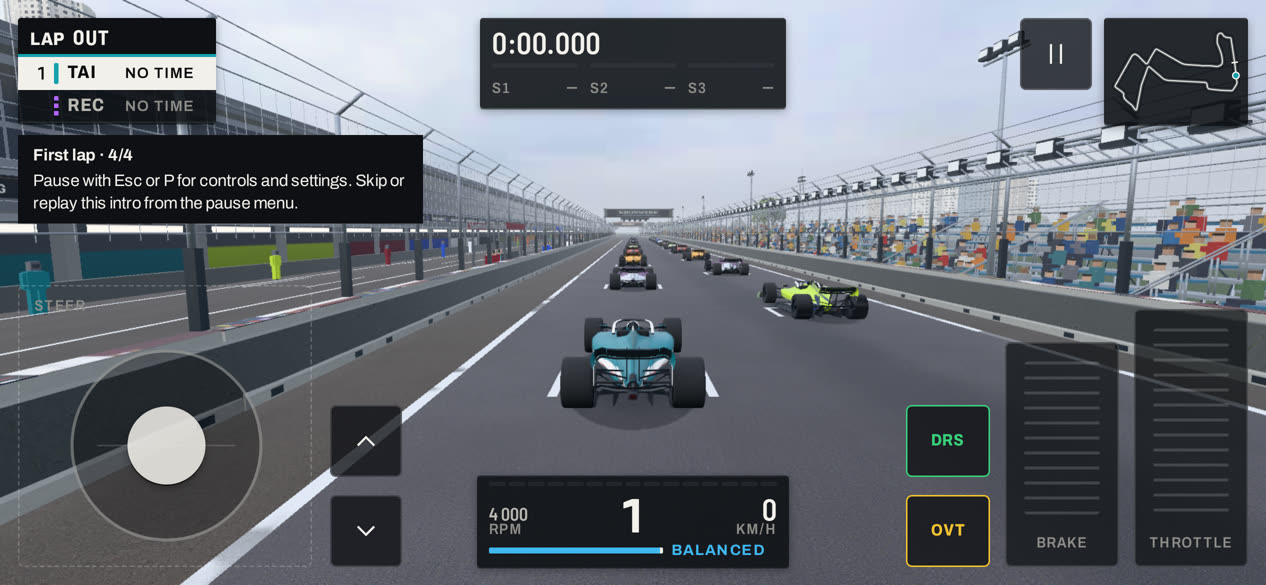 LAP OUT
1 TAI NO TIME
REC NO TIME
0:00.000
S1 – S2 – S3 –
First lap · 4/4
Pause with Esc or P for controls and settings. Skip or
replay this intro from the pause menu.
STEER
DRS
OVT
4 000
RPM
1
0
KM/H
BALANCED
BRAKE
THROTTLE